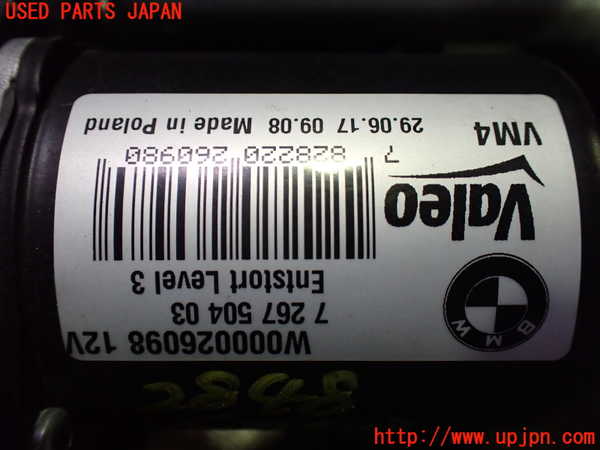 USED PARTS JAPAN
W000026098 12V
7 267 504 03
Entstort Level 3
BMW
Valeo
7 828220 260980
VM4
29.06.17 09.08 Made in Poland
http://www.upjpn.com/